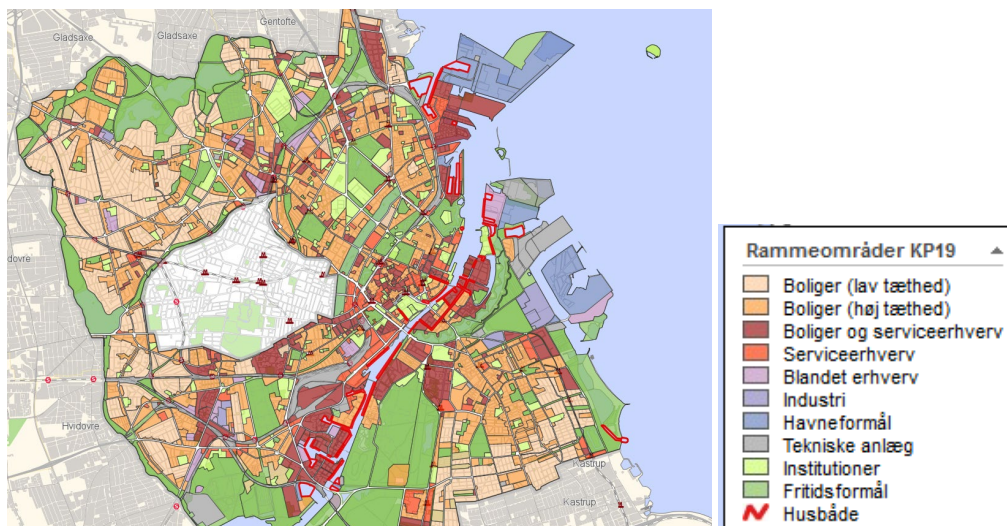 Gentofte
Gladsaxe
Gladsaxe
Hvidovre
Kastrup
Kastrup
Rammeområder KP19
Boliger (lav tæthed)
Boliger (høj tæthed)
Boliger og serviceerhverv
Serviceerhverv
Blandet erhverv
Industri
Havneformål
Tekniske anlæg
Institutioner
Fritidsformål
Husbåde